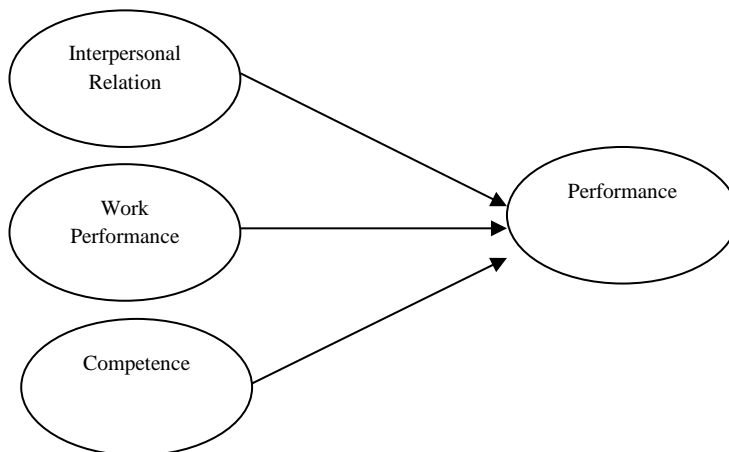 Interpersonal
Relation
Work
Performance
Performance
Competence